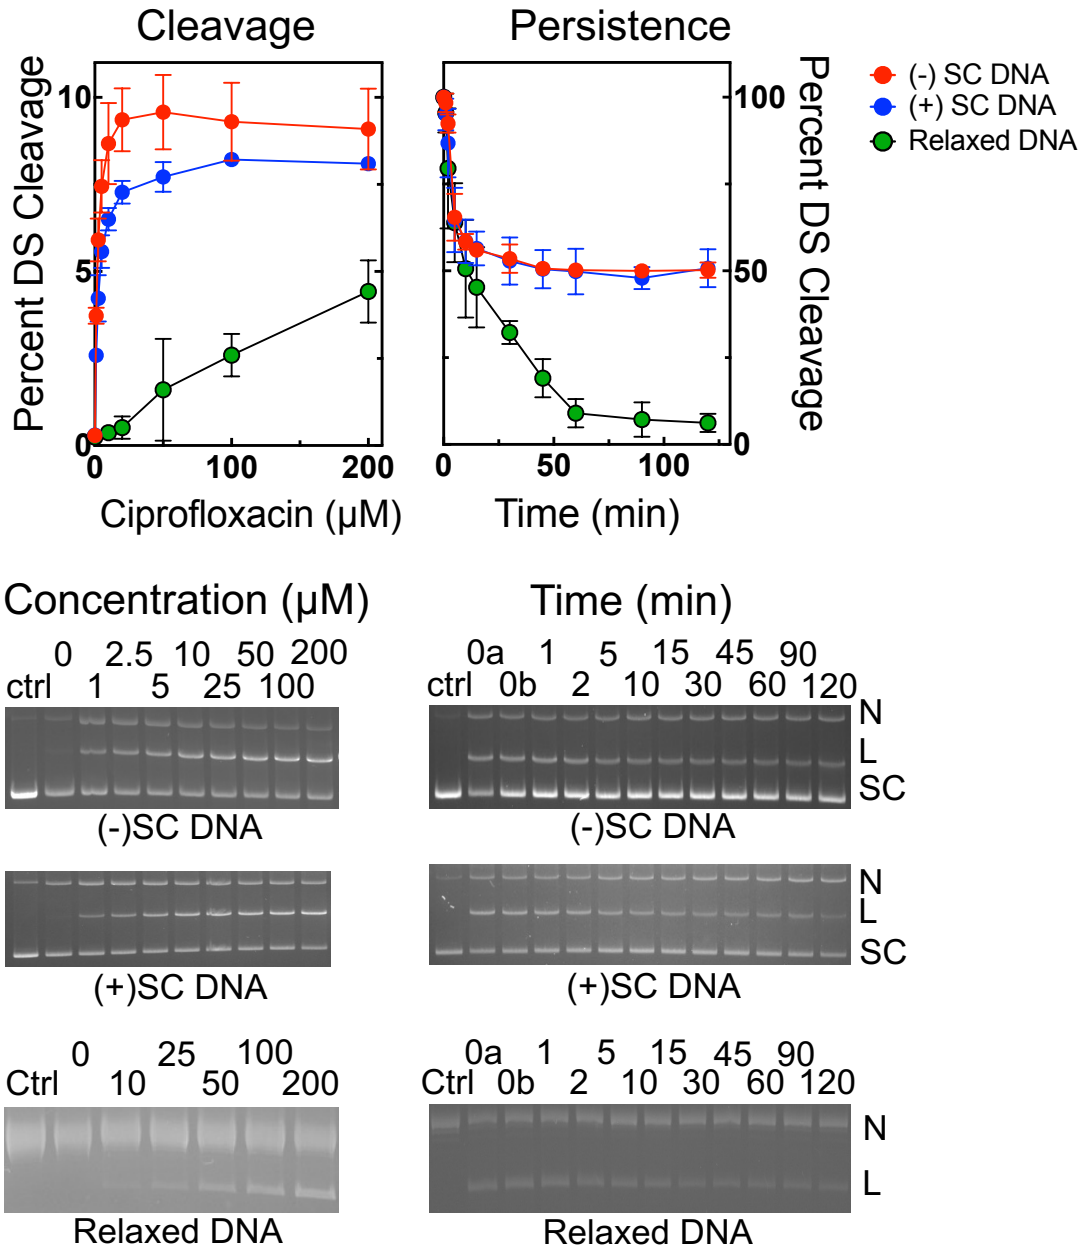 Cleavage
Persistence
Percent DS Cleavage
10
5
0
0 100 200
Ciprofloxacin (µM)
100
50
0
0 50 100
Time (min)
Percent DS Cleavage
(-) SC DNA
(+) SC DNA
Relaxed DNA
Concentration (µM)
0 2.5 10 50 200
ctrl 1 5 25 100
(-)SC DNA
(+)SC DNA
0 25 100
Ctrl 10 50 200
Relaxed DNA
Time (min)
0a 1 5 15 45 90
ctrl 0b 2 10 30 60 120
N
L
SC
(-)SC DNA
N
L
SC
(+)SC DNA
0a 1 5 15 45 90
Ctrl 0b 2 10 30 60 120
N
L
Relaxed DNA